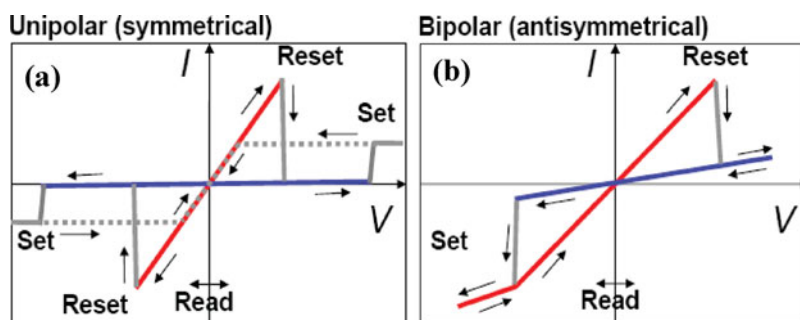 Unipolar (symmetrical)
(a)
I
Reset
Set
V
Set
Reset
Read
Bipolar (antisymmetrical)
(b)
I
Reset
V
Set
Read